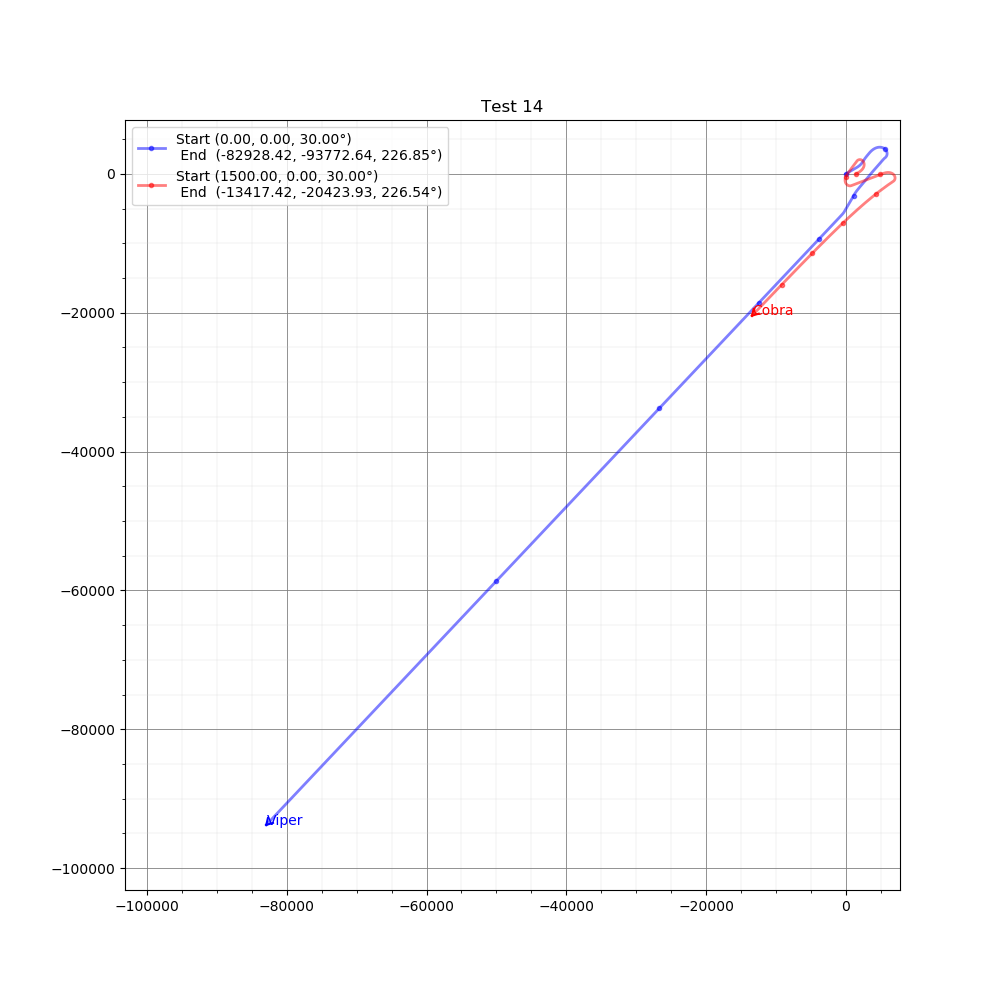 Test 14
Start (0.00, 0.00, 30.00°)
End (-82928.42, -93772.64, 226.85°)
Start (1500.00, 0.00, 30.00°)
End (-13417.42, -20423.93, 226.54°)
0
−20000
−40000
−60000
−80000
−100000
Cobra
Viper
−100000
−80000
−60000
−40000
−20000
0